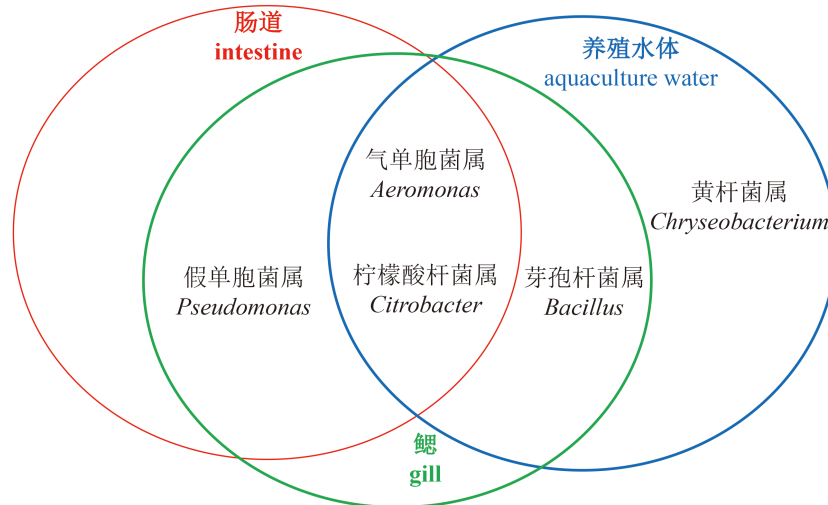 肠道
intestine
养殖水体
aquaculture water
气单胞菌属
Aeromonas
黄杆菌属
Chryseobacterium
假单胞菌属
Pseudomonas
柠檬酸杆菌属
Citrobacter
芽孢杆菌属
Bacillus
鳃
gill